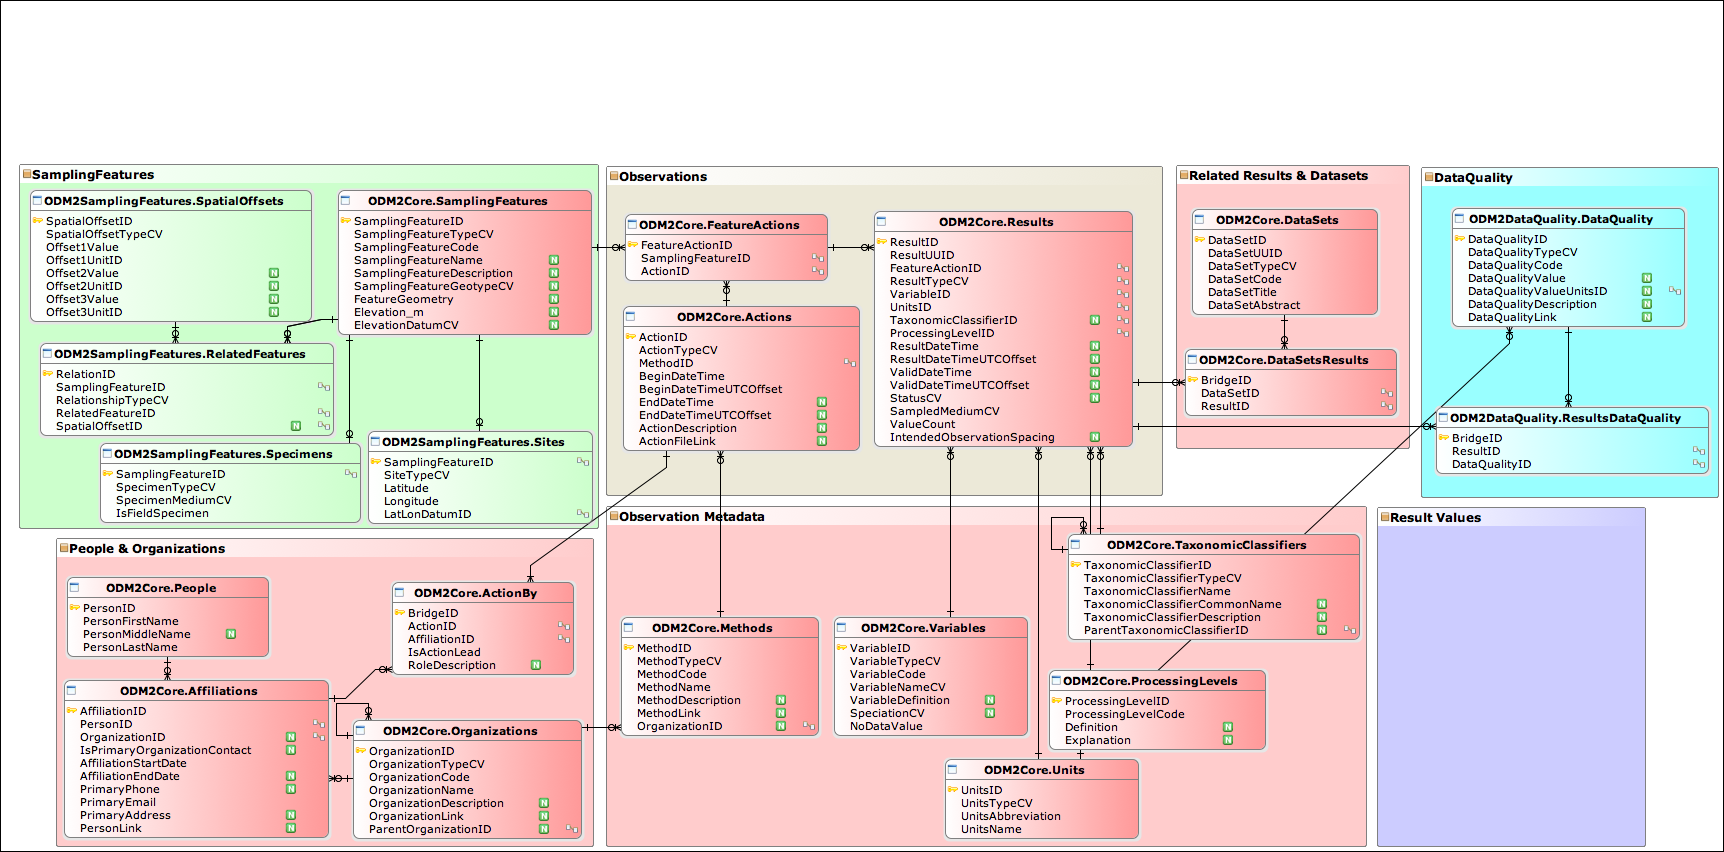 SamplingFeatures
ODM2SamplingFeatures.SpatialOffsets
SpatialOffsetID
SpatialOffsetTypeCV
Offset1Value
Offset1UnitID
Offset2Value N
Offset2UnitID N
Offset3Value N
Offset3UnitID N
ODM2Core.SamplingFeatures
SamplingFeatureID
SamplingFeatureTypeCV
SamplingFeatureCode
SamplingFeatureName N
SamplingFeatureDescription N
SamplingFeatureGeotypeCV N
FeatureGeometry N
Elevation_m N
ElevationDatumCV N
ODM2SamplingFeatures.RelatedFeatures
RelationID
SamplingFeatureID
RelationshipTypeCV
RelatedFeatureID
SpatialOffsetID N
ODM2SamplingFeatures.Specimens
SamplingFeatureID
SpecimenTypeCV
SpecimenMediumCV
IsFieldSpecimen
ODM2SamplingFeatures.Sites
SamplingFeatureID
SiteTypeCV
Latitude
Longitude
LatLonDatumID
Observations
ODM2Core.FeatureActions
FeatureActionID
SamplingFeatureID
ActionID
ODM2Core.Actions
ActionID
ActionTypeCV
MethodID
BeginDateTime
BeginDateTimeUTCOffset
EndDateTime N
EndDateTimeUTCOffset N
ActionDescription N
ActionFileLink N
ODM2Core.Results
ResultID
ResultUUID
FeatureActionID
ResultTypeCV
VariableID
UnitsID
TaxonomicClassifierID N
ProcessingLevelID
ResultDateTime N
ResultDateTimeUTCOffset N
ValidDateTime N
ValidDateTimeUTCOffset N
StatusCV N
SampledMediumCV
ValueCount
IntendedObservationSpacing N
Related Results & Datasets
ODM2Core.DataSets
DataSetID
DataSetUUID
DataSetTypeCV
DataSetCode
DataSetTitle
DataSetAbstract
ODM2Core.DataSetsResults
BridgeID
DataSetID
ResultID
DataQuality
ODM2DataQuality.DataQuality
DataQualityID
DataQualityTypeCV
DataQualityCode
DataQualityValue N
DataQualityValueUnitsID N
DataQualityDescription N
DataQualityLink N
ODM2DataQuality.ResultsDataQuality
BridgeID
ResultID
DataQualityID
People & Organizations
ODM2Core.People
PersonID
PersonFirstName
PersonMiddleName N
PersonLastName
ODM2Core.ActionBy
BridgeID
ActionID
AffiliationID
IsActionLead
RoleDescription N
ODM2Core.Affiliations
AffiliationID
PersonID
OrganizationID N
IsPrimaryOrganizationContact N
AffiliationStartDate
AffiliationEndDate N
PrimaryPhone N
PrimaryEmail
PrimaryAddress N
PersonLink N
ODM2Core.Organizations
OrganizationID
OrganizationTypeCV
OrganizationCode
OrganizationName
OrganizationDescription N
OrganizationLink N
ParentOrganizationID N
Observation Metadata
ODM2Core.Methods
MethodID
MethodTypeCV
MethodCode
MethodName
MethodDescription N
MethodLink N
OrganizationID N
ODM2Core.Variables
VariableID
VariableTypeCV
VariableCode
VariableNameCV
VariableDefinition N
SpeciationCV N
NoDataValue
ODM2Core.TaxonomicClassifiers
TaxonomicClassifierID
TaxonomicClassifierTypeCV
TaxonomicClassifierName
TaxonomicClassifierCommonName N
TaxonomicClassifierDescription N
ParentTaxonomicClassifierID N
ODM2Core.ProcessingLevels
ProcessingLevelID
ProcessingLevelCode
Definition N
Explanation N
ODM2Core.Units
UnitsID
UnitsTypeCV
UnitsAbbreviation
UnitsName
Result Values